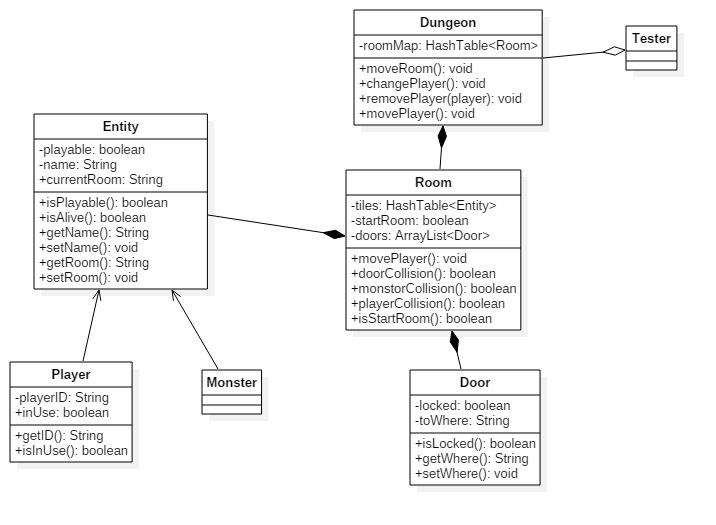 Dungeon
-roomMap: HashTable<Room>
+moveRoom(): void
+changePlayer(): void
+removePlayer(player): void
+movePlayer(): void
Tester
Entity
-playable: boolean
-name: String
+currentRoom: String
+isPlayable(): boolean
+isAlive(): boolean
+getName(): String
+setName(): void
+getRoom(): String
+setRoom(): void
Room
-tiles: HashTable<Entity>
-startRoom: boolean
-doors: ArrayList<Door>
+movePlayer(): void
+doorCollision(): boolean
+monstorCollision(): boolean
+playerCollision(): boolean
+isStartRoom(): boolean
Player
-playerID: String
+inUse: boolean
+getID(): String
+isInUse(): boolean
Monster
Door
-locked: boolean
-toWhere: String
+isLocked(): boolean
+getWhere(): String
+setWhere(): void